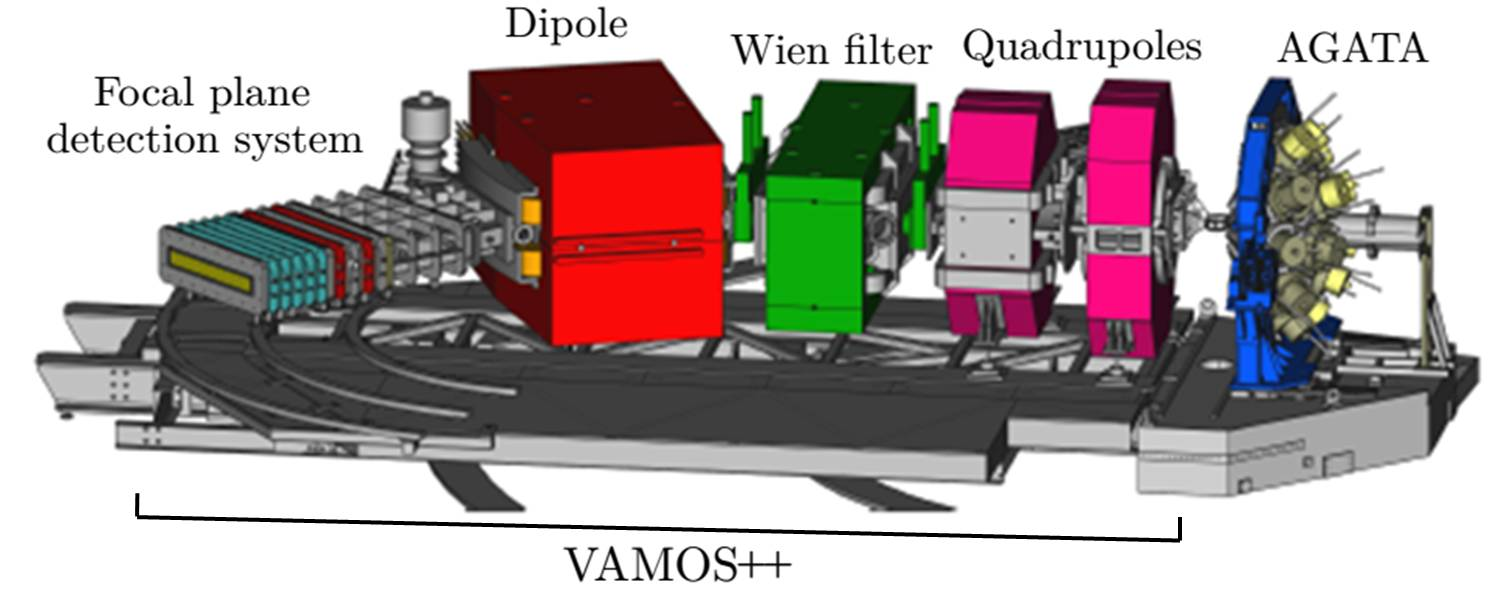 Dipole
Wien filter
Quadrupoles
AGATA
Focal plane
detection system
VAMOS++